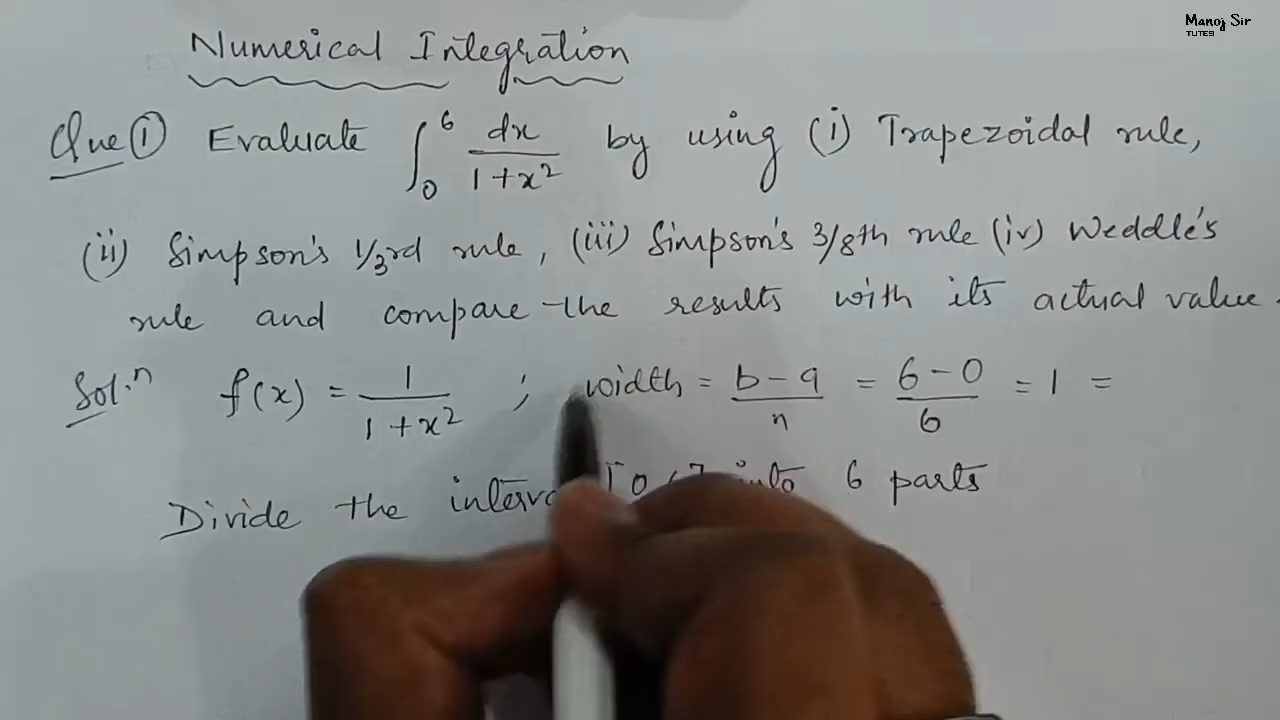 Manoj Sir
TUTES
Numerical Integration
Que ① Evaluate ∫₀⁶ dx/(1+x²) by using (i) Trapezoidal rule,
(ii) Simpson's 1/3rd rule, (iii) Simpson's 3/8th rule (iv) Weddle's
rule and compare the results with its actual value.
Sol.ⁿ f(x) = 1/(1+x²) ; width = (b-a)/n = (6-0)/6 = 1 =
Divide the into 6 parts